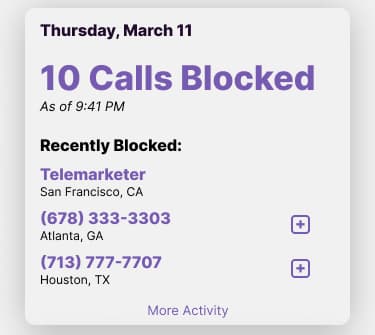 Thursday, March 11
10 Calls Blocked
As of 9:41 PM
Recently Blocked:
Telemarketer
San Francisco, CA
(678) 333-3303
Atlanta, GA
(713) 777-7707
Houston, TX
More Activity